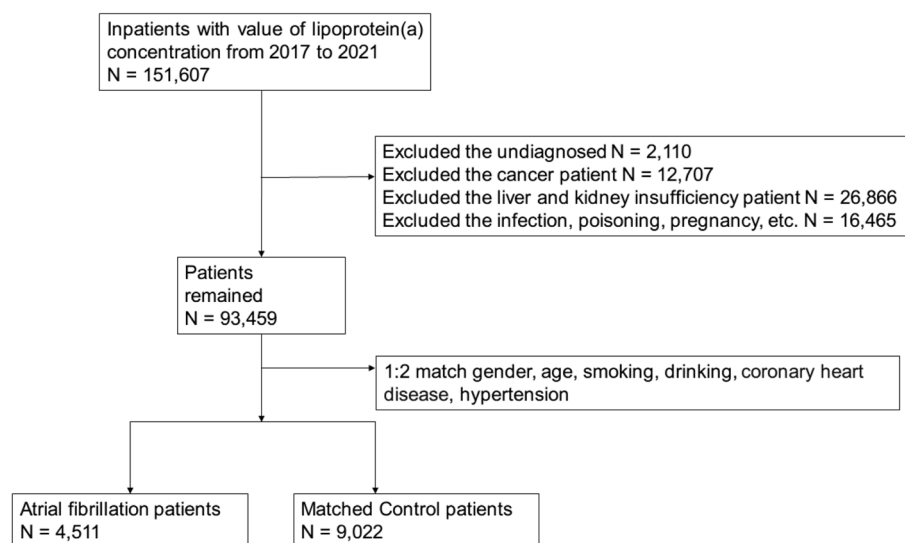 Inpatients with value of lipoprotein(a)
concentration from 2017 to 2021
N = 151,607
Excluded the undiagnosed N = 2,110
Excluded the cancer patient N = 12,707
Excluded the liver and kidney insufficiency patient N = 26,866
Excluded the infection, poisoning, pregnancy, etc. N = 16,465
Patients
remained
N = 93,459
1:2 match gender, age, smoking, drinking, coronary heart
disease, hypertension
Atrial fibrillation patients
N = 4,511
Matched Control patients
N = 9,022